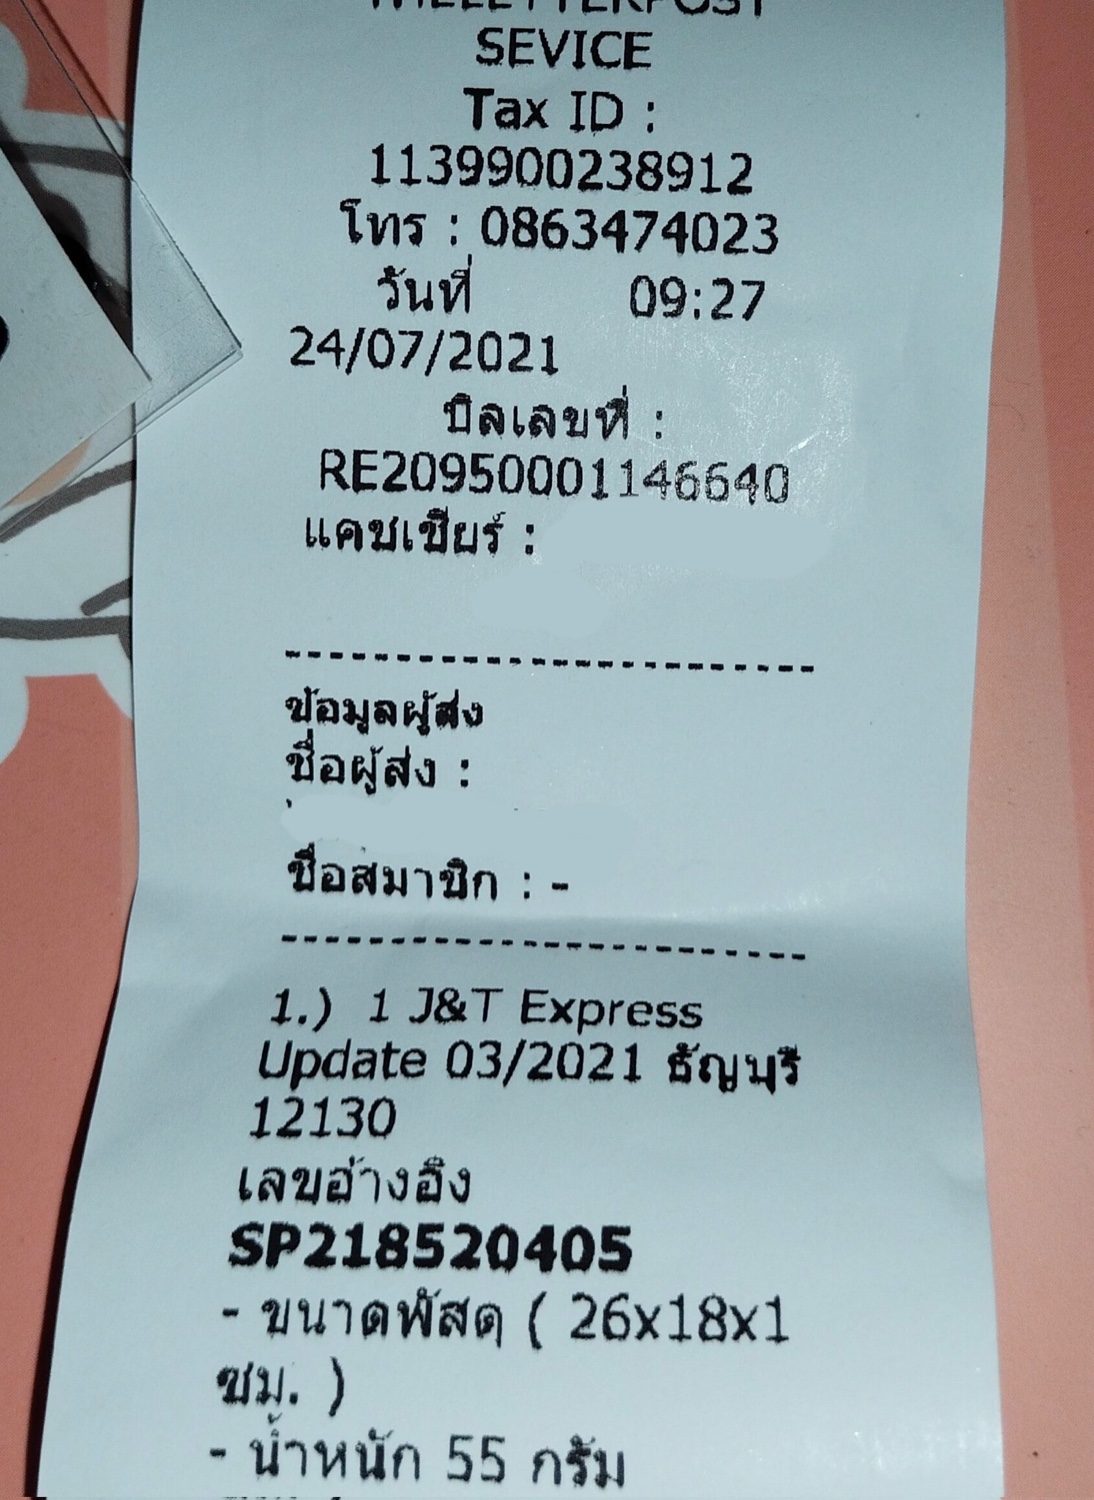 THELETTERPOST
SEVICE
Tax ID :
1139900238912
โทร : 0863474023
วันที่ 09:27
24/07/2021
บิลเลขที่ :
RE20950001146640
แคชเชียร์ :
--------------------------
ข้อมูลผู้ส่ง
ชื่อผู้ส่ง :
ชื่อสมาชิก : -
--------------------------
1.) 1 J&T Express
Update 03/2021 ธัญบุรี
12130
เลขอ้างอิง
SP218520405
- ขนาดพัสดุ ( 26x18x1
ซม. )
- น้ำหนัก 55 กรัม